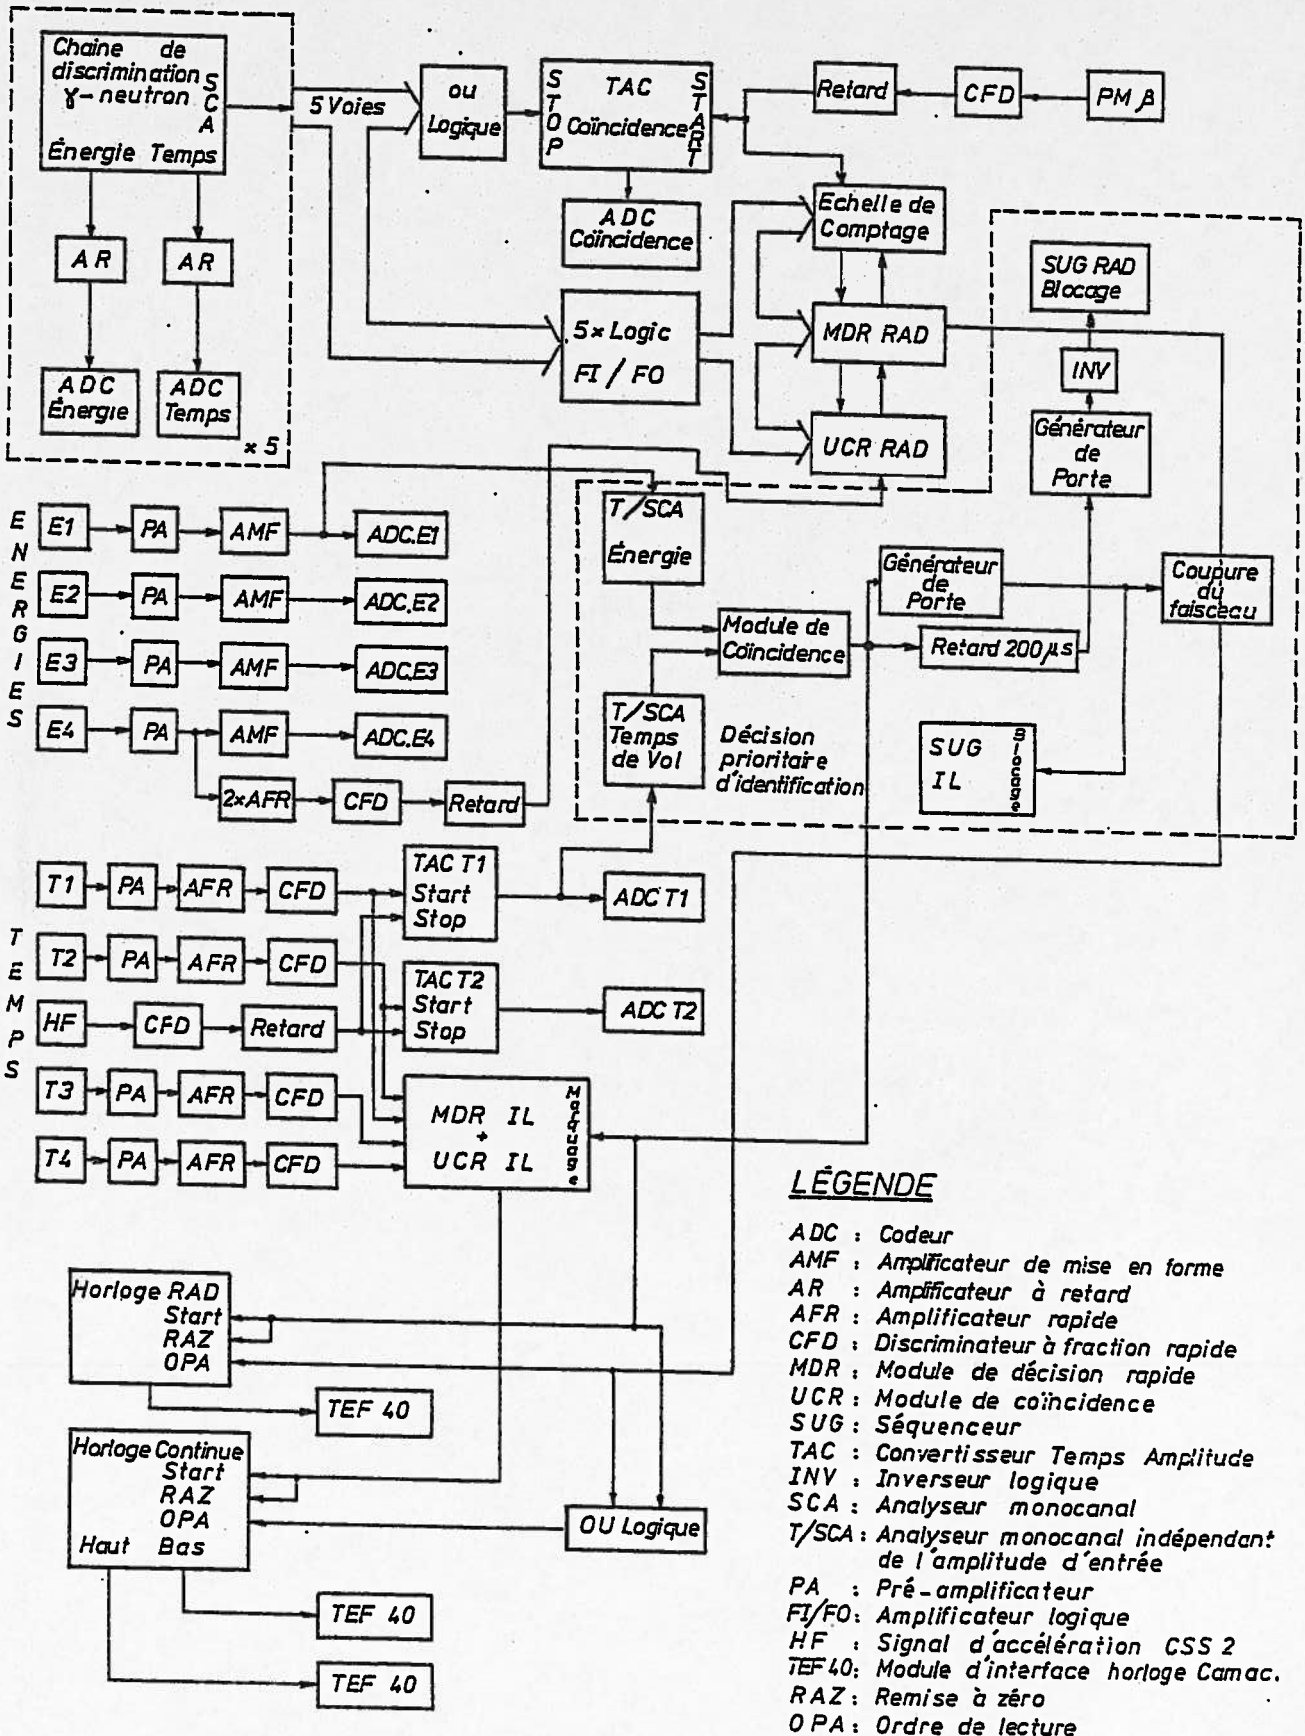 Chaine de
discrimination
γ-neutron
SCA
Énergie Temps
AR
AR
ADC
Énergie
ADC
Temps
× 5
5 Voies
ou
Logique
STOP
TAC
Coïncidence
START
Retard
CFD
PM β
ADC
Coïncidence
Echelle de
Comptage
5× Logic
FI / FO
MDR RAD
UCR RAD
SUG RAD
Blocage
INV
Générateur
de
Porte
ENERGIES
E1
PA
AMF
ADC.E1
E2
PA
AMF
ADC.E2
E3
PA
AMF
ADC.E3
E4
PA
AMF
ADC.E4
2×AFR
CFD
Retard
T/SCA
Énergie
Module de
Coïncidence
T/SCA
Temps
de Vol
Décision
prioritaire
d'identification
Générateur
de
Porte
Retard 200 μs
Coupure
du
faisceau
SUG
IL
Blocage
TEMPS
T1
PA
AFR
CFD
TAC T1
Start
Stop
ADC T1
T2
PA
AFR
CFD
TAC T2
Start
Stop
ADC T2
HF
CFD
Retard
T3
PA
AFR
CFD
T4
PA
AFR
CFD
MDR IL
+
UCR IL
Marquage
Horloge RAD
Start
RAZ
OPA
TEF 40
Horloge Continue
Start
RAZ
OPA
Haut Bas
OU Logique
TEF 40
TEF 40
LÉGENDE
ADC : Codeur
AMF : Amplificateur de mise en forme
AR : Amplificateur à retard
AFR : Amplificateur rapide
CFD : Discriminateur à fraction rapide
MDR : Module de décision rapide
UCR : Module de coïncidence
SUG : Séquenceur
TAC : Convertisseur Temps Amplitude
INV : Inverseur logique
SCA : Analyseur monocanal
T/SCA : Analyseur monocanal indépendant
de l'amplitude d'entrée
PA : Pré-amplificateur
FI/FO : Amplificateur logique
HF : Signal d'accélération CSS 2
TEF 40 : Module d'interface horloge Camac.
RAZ : Remise à zéro
OPA : Ordre de lecture